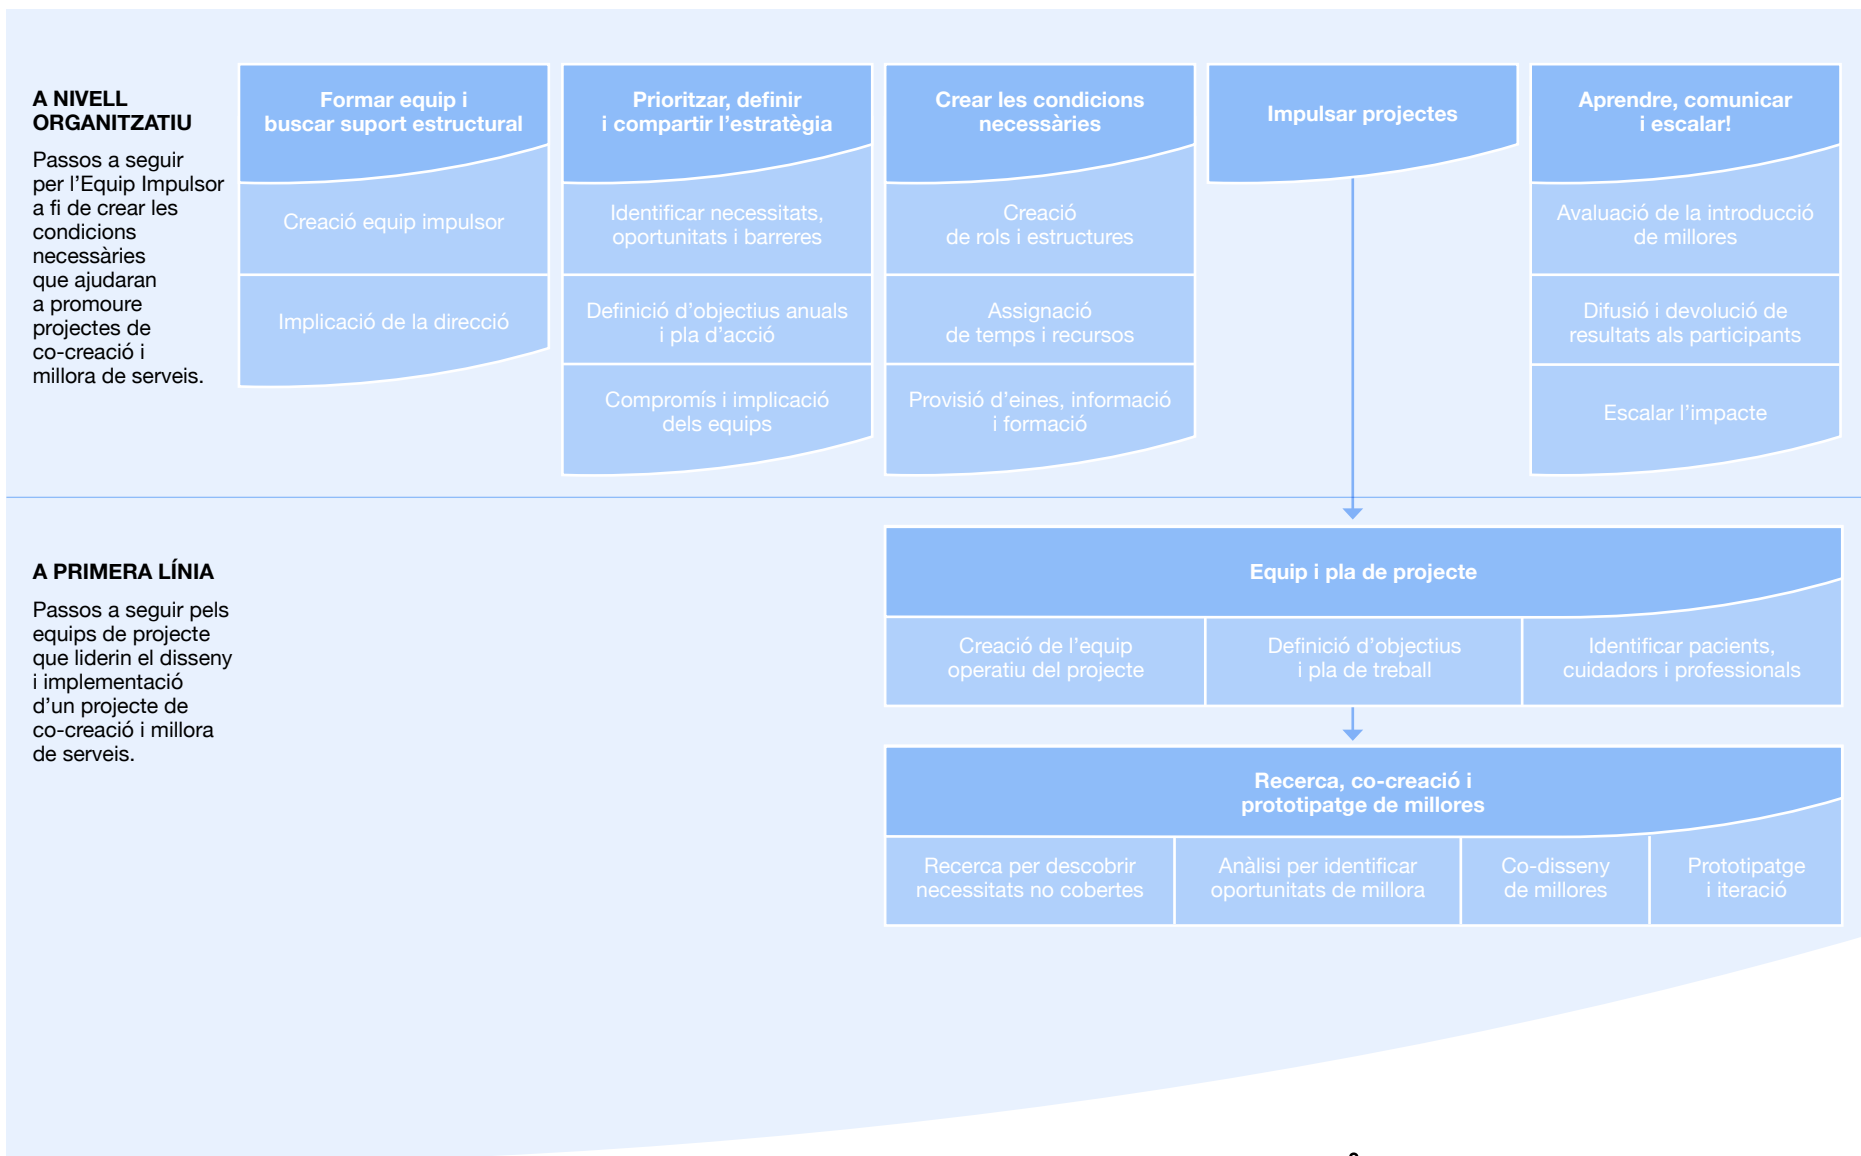 A NIVELL
ORGANITZATIU
Passos a seguir
per l’Equip Impulsor
a fi de crear les
condicions
necessàries
que ajudaran
a promoure
projectes de
co-creació i
millora de serveis.
Formar equip i
buscar suport estructural
Creació equip impulsor
Implicació de la direcció
Prioritzar, definir
i compartir l’estratègia
Identificar necessitats,
oportunitats i barreres
Definició d’objectius anuals
i pla d’acció
Compromís i implicació
dels equips
Crear les condicions
necessàries
Creació
de rols i estructures
Assignació
de temps i recursos
Provisió d’eines, informació
i formació
Impulsar projectes
Aprendre, comunicar
i escalar!
Avaluació de la introducció
de millores
Difusió i devolució de
resultats als participants
Escalar l’impacte
A PRIMERA LÍNIA
Passos a seguir pels
equips de projecte
que liderin el disseny
i implementació
d’un projecte de
co-creació i millora
de serveis.
Equip i pla de projecte
Creació de l’equip
operatiu del projecte
Definició d’objectius
i pla de treball
Identificar pacients,
cuidadors i professionals
Recerca, co-creació i
prototipatge de millores
Recerca per descobrir
necessitats no cobertes
Anàlisi per identificar
oportunitats de millora
Co-disseny
de millores
Prototipatge
i iteració